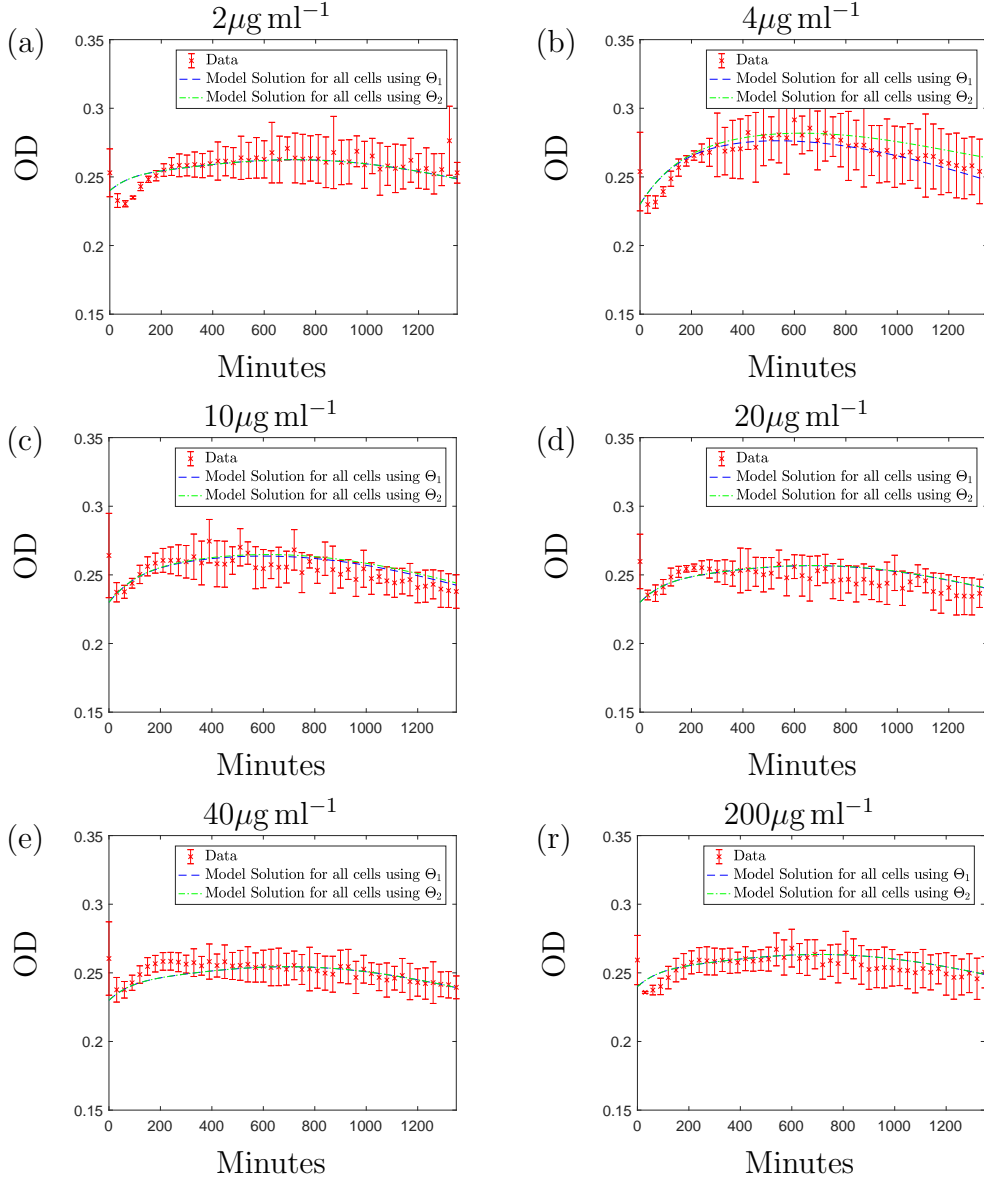 (a)
2μg ml⁻¹
0.35
0.3
0.25
0.2
0.15
OD
Data
Model Solution for all cells using Θ₁
Model Solution for all cells using Θ₂
0 200 400 600 800 1000 1200
Minutes
(b)
4μg ml⁻¹
0.35
0.3
0.25
0.2
0.15
OD
Data
Model Solution for all cells using Θ₁
Model Solution for all cells using Θ₂
0 200 400 600 800 1000 1200
Minutes
(c)
10μg ml⁻¹
0.35
0.3
0.25
0.2
0.15
OD
Data
Model Solution for all cells using Θ₁
Model Solution for all cells using Θ₂
0 200 400 600 800 1000 1200
Minutes
(d)
20μg ml⁻¹
0.35
0.3
0.25
0.2
0.15
OD
Data
Model Solution for all cells using Θ₁
Model Solution for all cells using Θ₂
0 200 400 600 800 1000 1200
Minutes
(e)
40μg ml⁻¹
0.35
0.3
0.25
0.2
0.15
OD
Data
Model Solution for all cells using Θ₁
Model Solution for all cells using Θ₂
0 200 400 600 800 1000 1200
Minutes
(r)
200μg ml⁻¹
0.35
0.3
0.25
0.2
0.15
OD
Data
Model Solution for all cells using Θ₁
Model Solution for all cells using Θ₂
0 200 400 600 800 1000 1200
Minutes